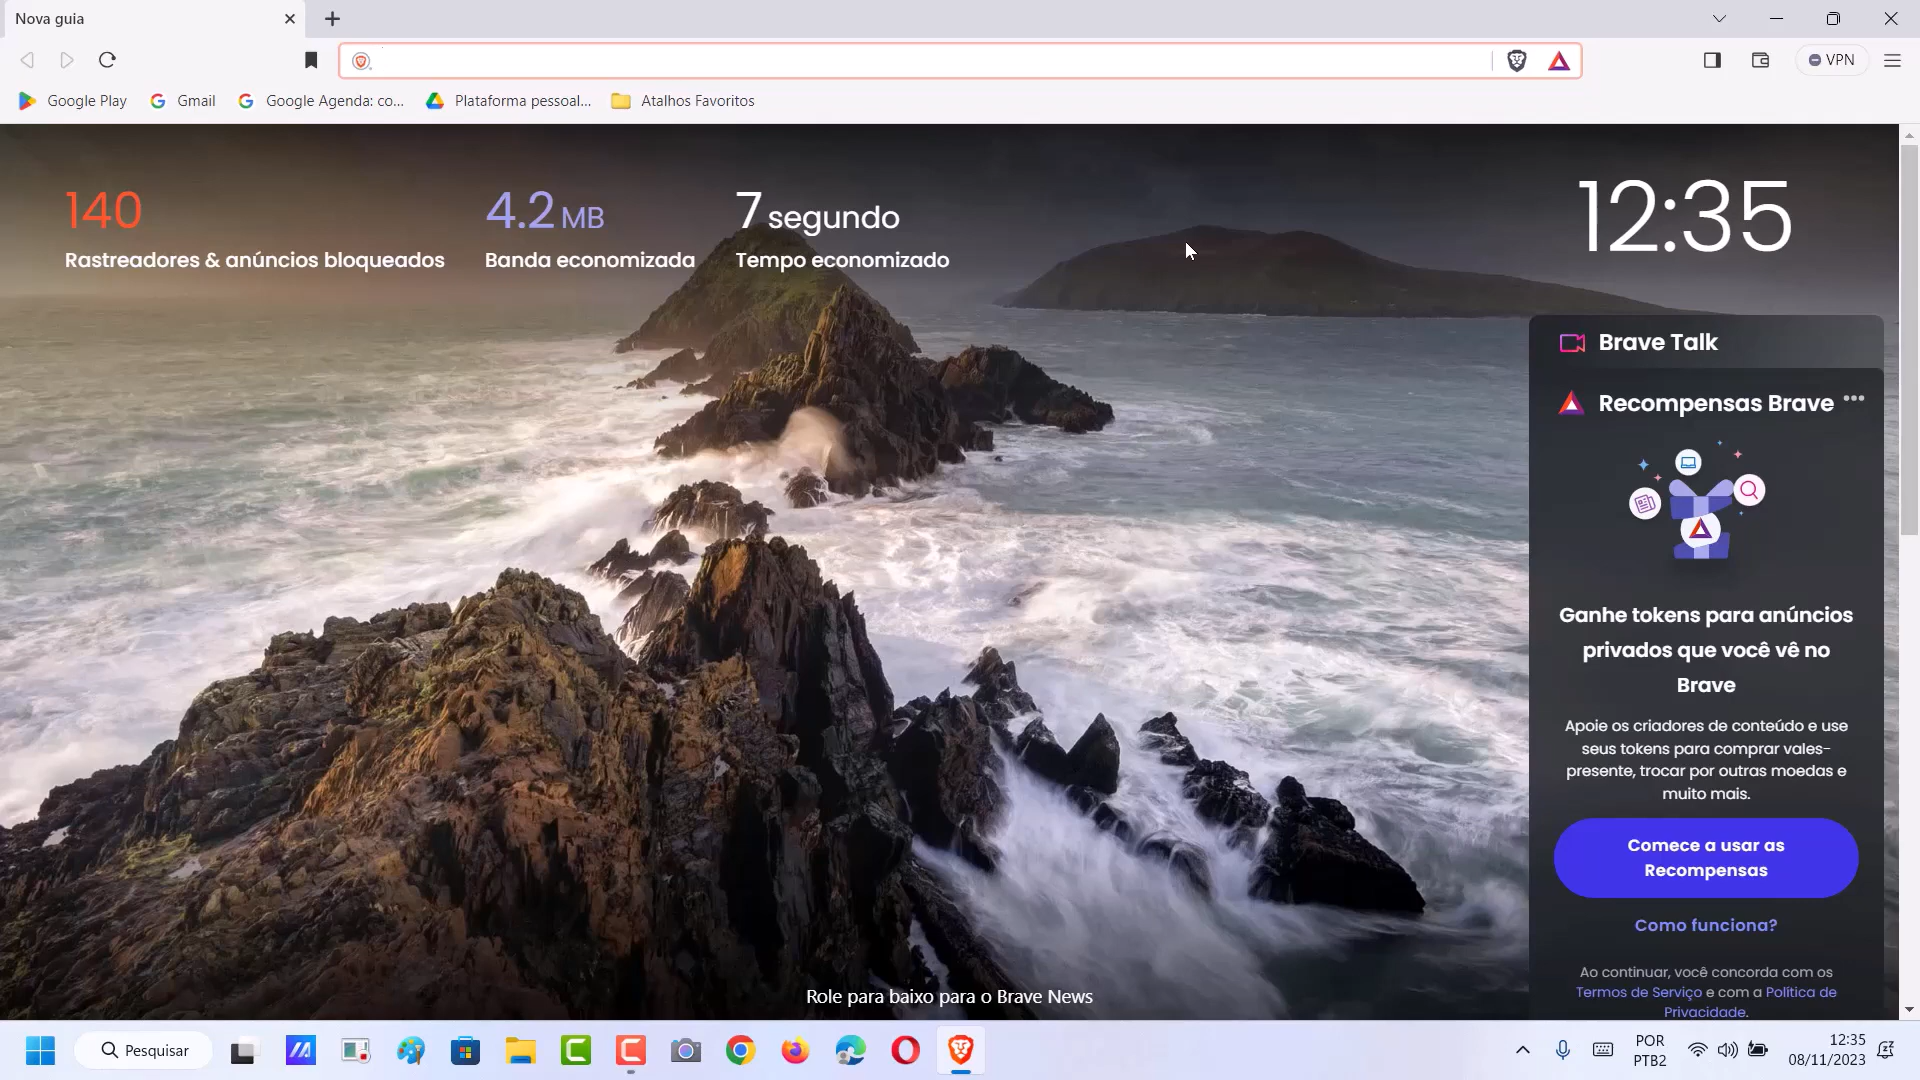 Nova guia
VPN
Google Play
Gmail
Google Agenda: co...
Plataforma pessoal...
Atalhos Favoritos
140
Rastreadores & anúncios bloqueados
4.2 MB
Banda economizada
7 segundo
Tempo economizado
12:35
Brave Talk
Recompensas Brave
Ganhe tokens para anúncios
privados que você vê no
Brave
Apoie os criadores de conteúdo e use
seus tokens para comprar vales-
presente, trocar por outras moedas e
muito mais.
Comece a usar as
Recompensas
Como funciona?
Ao continuar, você concorda com os
Termos de Serviço e com a Política de
Privacidade.
Role para baixo para o Brave News
Pesquisar
POR
PTB2
12:35
08/11/2023